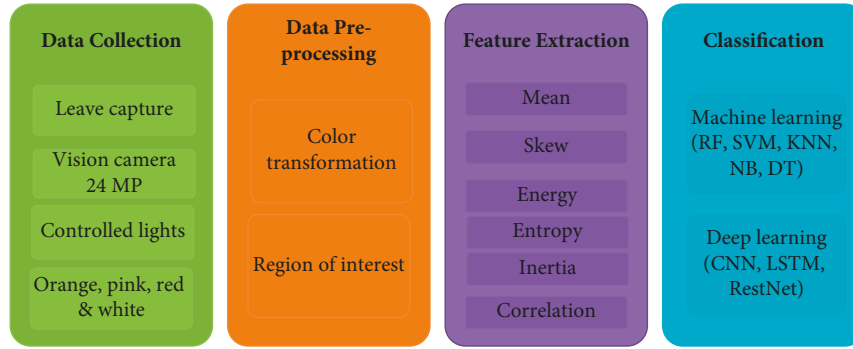 Data Collection
Leave capture
Vision camera
24 MP
Controlled lights
Orange, pink, red
& white
Data Pre-
processing
Color
transformation
Region of interest
Feature Extraction
Mean
Skew
Energy
Entropy
Inertia
Correlation
Classification
Machine learning
(RF, SVM, KNN,
NB, DT)
Deep learning
(CNN, LSTM,
RestNet)